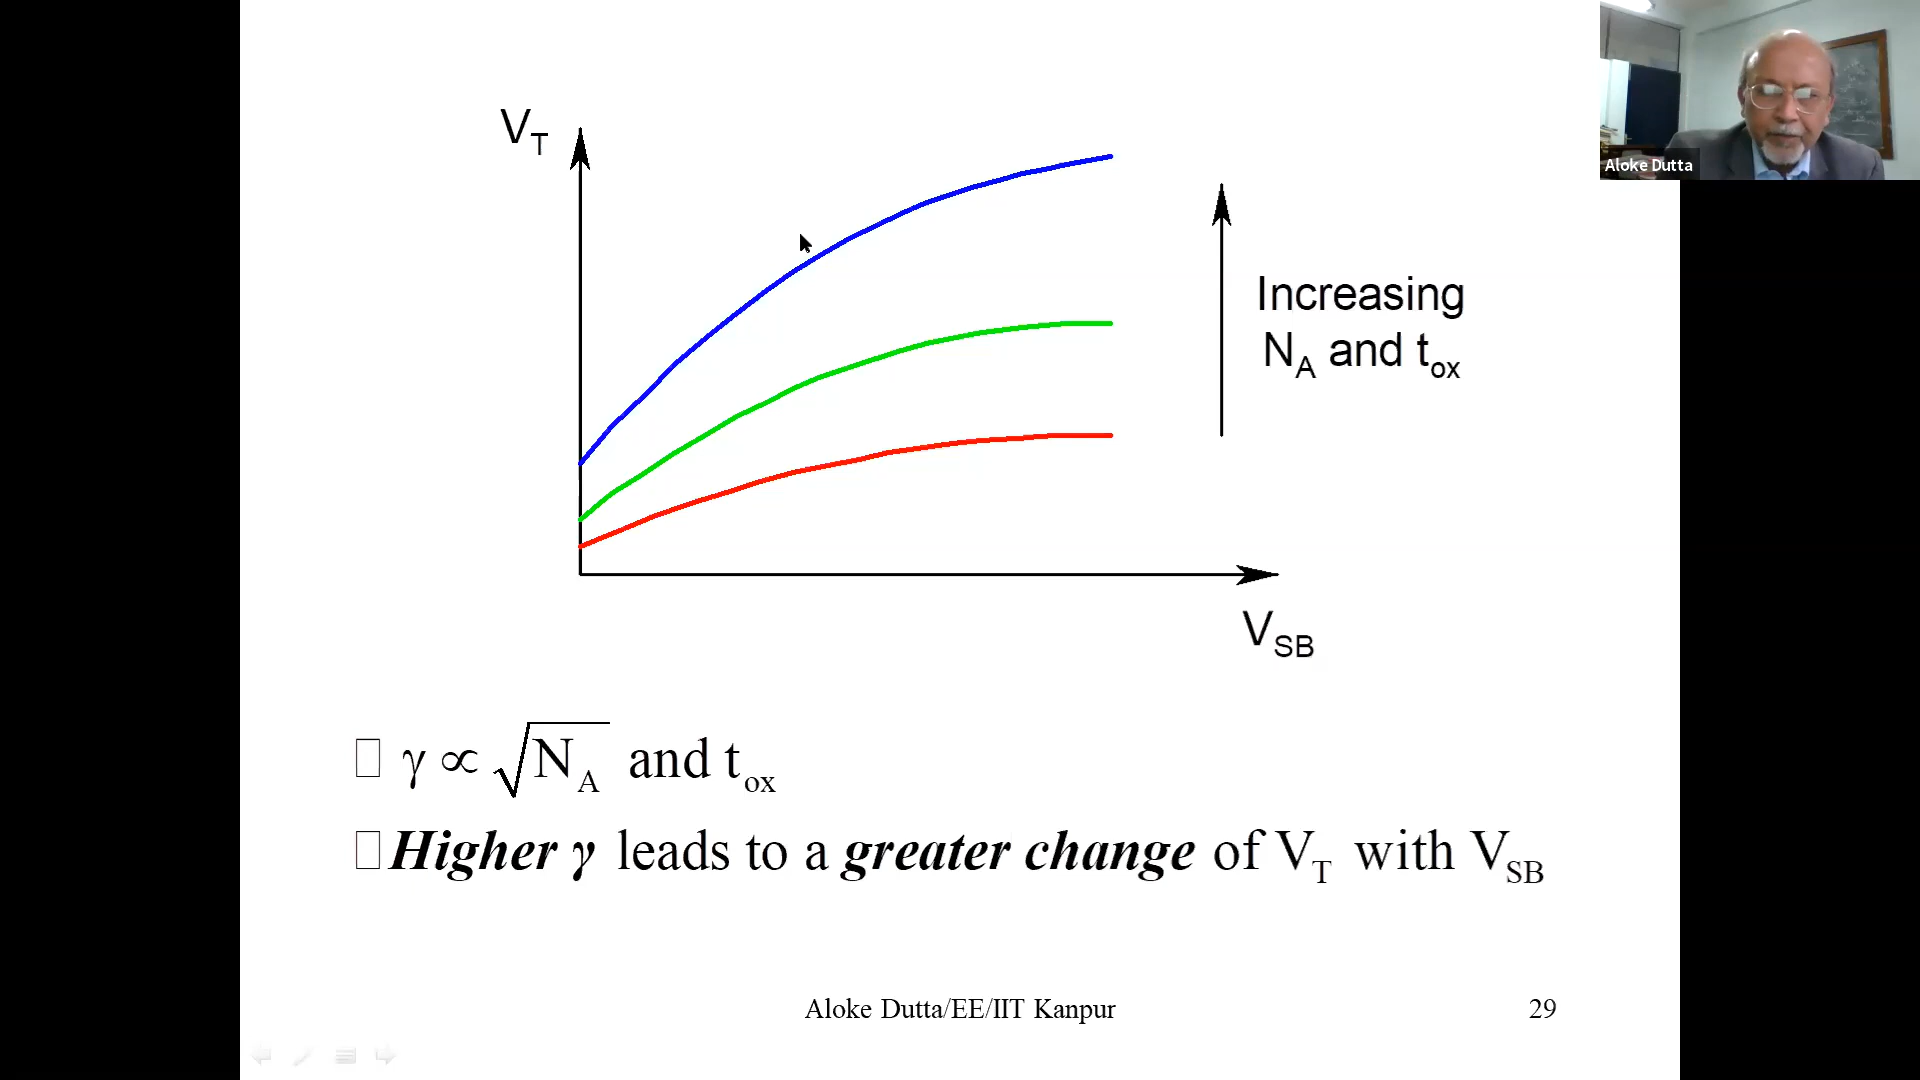 V_T
Aloke Dutta
Increasing
N_A and t_ox
V_SB
γ ∝ √N_A and t_ox
Higher γ leads to a greater change of V_T with V_SB
Aloke Dutta/EE/IIT Kanpur
29